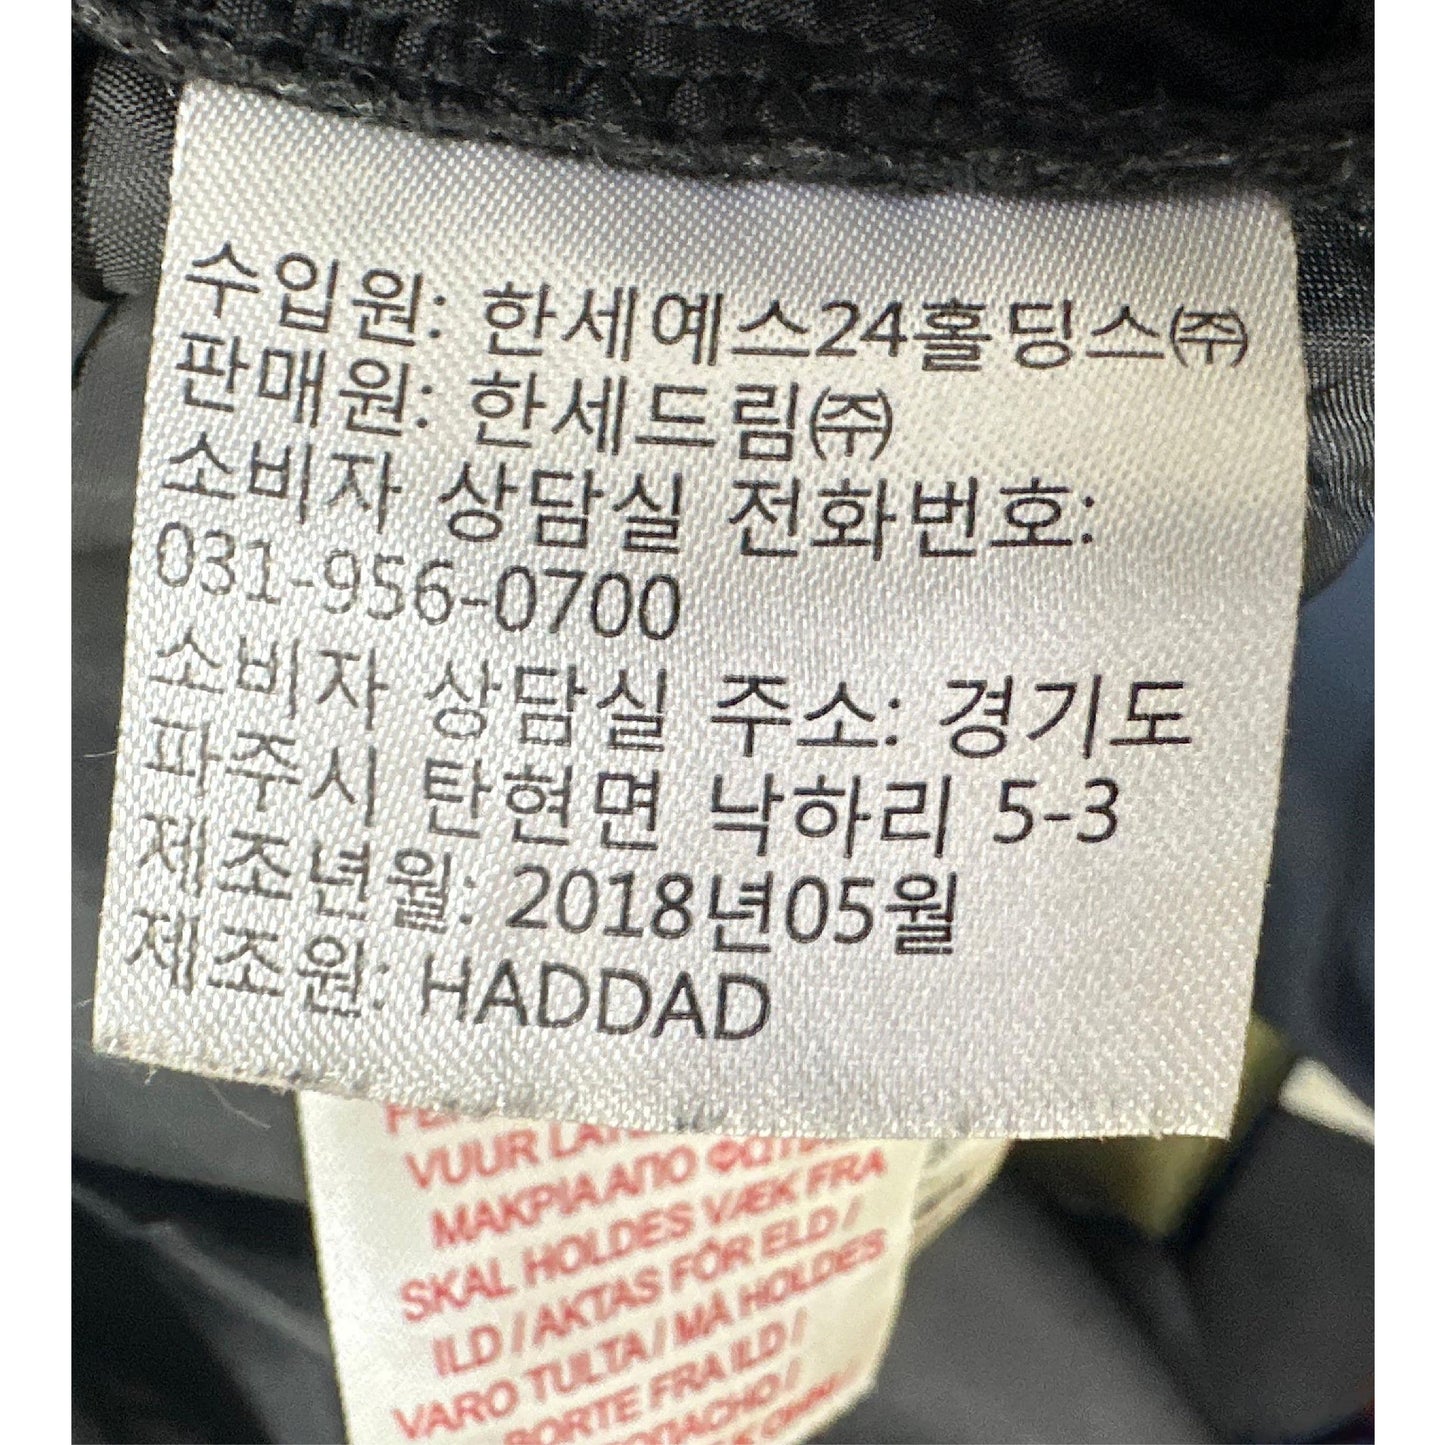 수입원: 한세예스24홀딩스㈜
판매원: 한세드림㈜
소비자 상담실 전화번호:
031-956-0700
소비자 상담실 주소: 경기도
파주시 탄현면 낙하리 5-3
제조년월: 2018년05월
제조원: HADDAD
VUUR
ΜΑΚΡΙΑ ΑΠΟ
SKAL HOLDES VÆK FRA
ILD / AKTAS FÖR ELD /
VARO TULTA / MÅ HOLDES
BORTE FRA ILD /